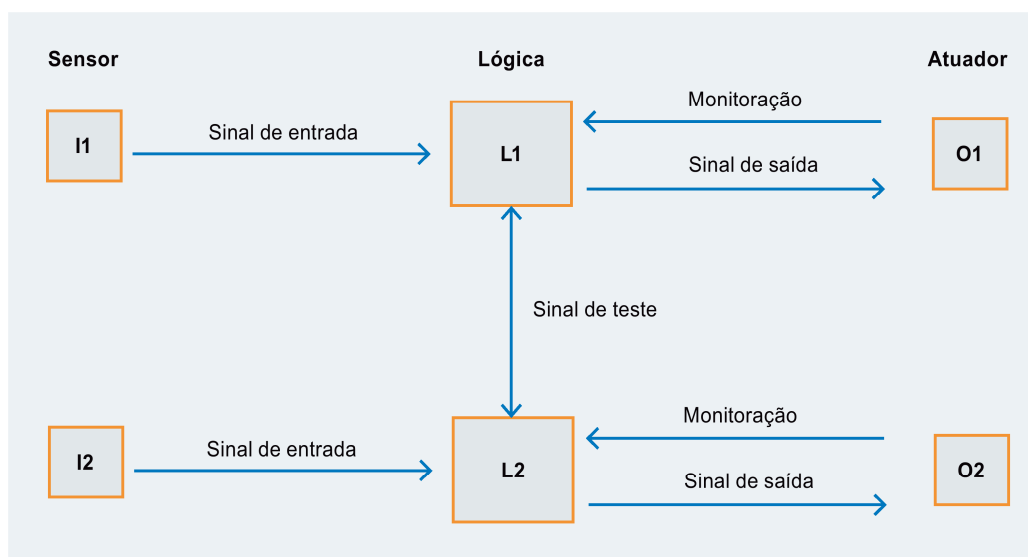 Sensor
Lógica
Atuador
I1
Sinal de entrada
L1
Monitoração
Sinal de saída
O1
Sinal de teste
I2
Sinal de entrada
L2
Monitoração
Sinal de saída
O2